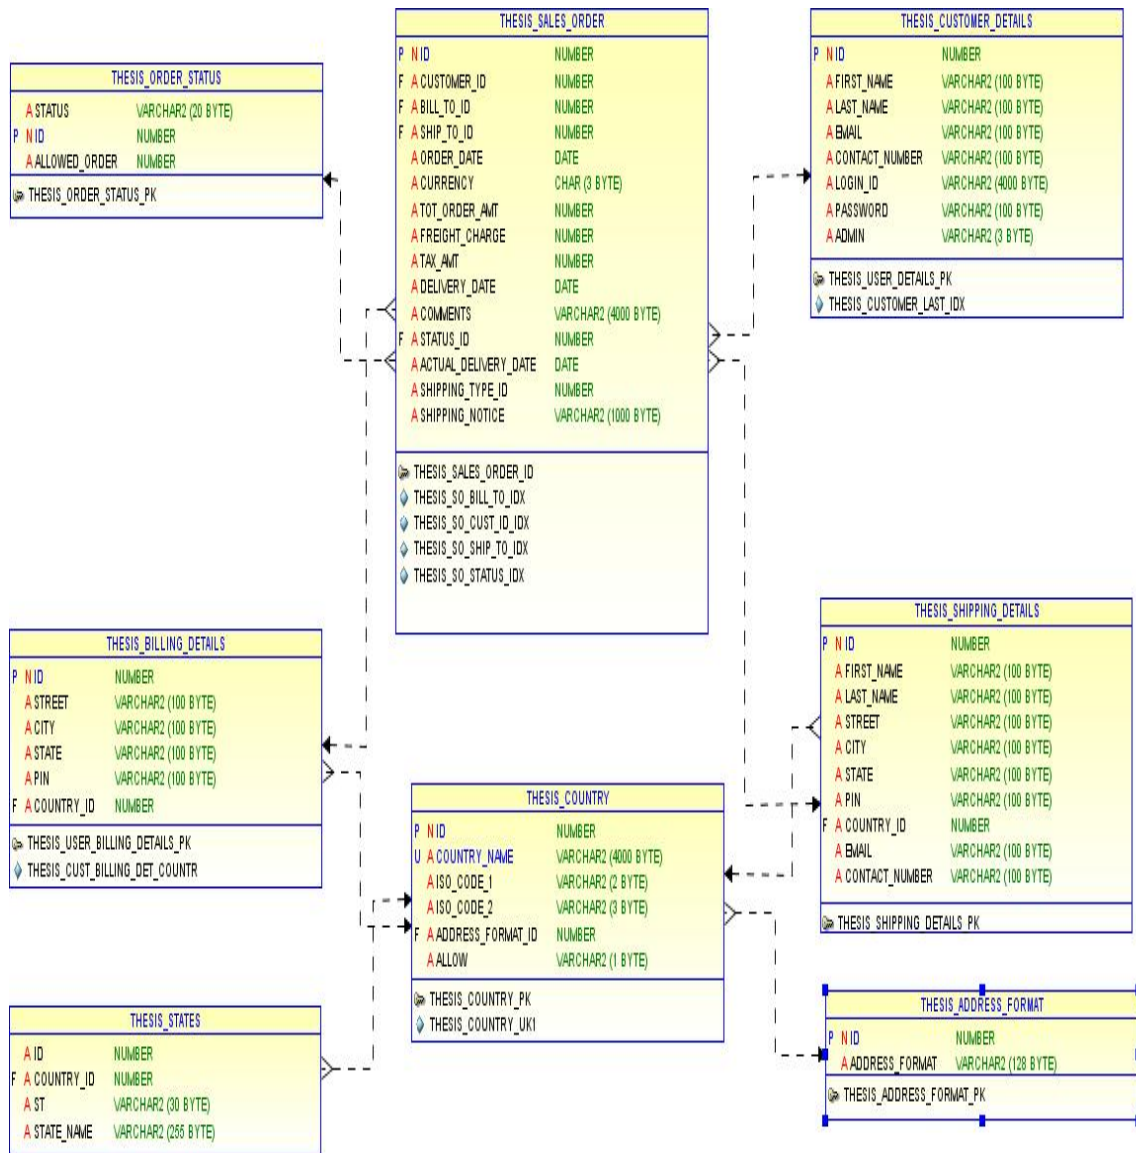 THESIS_ORDER_STATUS
A STATUS VARCHAR2 (20 BYTE)
P N ID NUMBER
A ALLOWED_ORDER NUMBER
THESIS_ORDER_STATUS_PK
THESIS_SALES_ORDER
P N ID NUMBER
F A CUSTOMER_ID NUMBER
F A BILL_TO_ID NUMBER
F A SHIP_TO_ID NUMBER
A ORDER_DATE DATE
A CURRENCY CHAR (3 BYTE)
A TOT_ORDER_AMT NUMBER
A FREIGHT_CHARGE NUMBER
A TAX_AMT NUMBER
A DELIVERY_DATE DATE
A COMMENTS VARCHAR2 (4000 BYTE)
F A STATUS_ID NUMBER
A ACTUAL_DELIVERY_DATE DATE
A SHIPPING_TYPE_ID NUMBER
A SHIPPING_NOTICE VARCHAR2 (1000 BYTE)
THESIS_SALES_ORDER_ID
THESIS_SO_BILL_TO_IDX
THESIS_SO_CUST_ID_IDX
THESIS_SO_SHIP_TO_IDX
THESIS_SO_STATUS_IDX
THESIS_CUSTOMER_DETAILS
P N ID NUMBER
A FIRST_NAME VARCHAR2 (100 BYTE)
A LAST_NAME VARCHAR2 (100 BYTE)
A EMAIL VARCHAR2 (100 BYTE)
A CONTACT_NUMBER VARCHAR2 (100 BYTE)
A LOGIN_ID VARCHAR2 (4000 BYTE)
A PASSWORD VARCHAR2 (100 BYTE)
A ADMIN VARCHAR2 (3 BYTE)
THESIS_USER_DETAILS_PK
THESIS_CUSTOMER_LAST_IDX
THESIS_BILLING_DETAILS
P N ID NUMBER
A STREET VARCHAR2 (100 BYTE)
A CITY VARCHAR2 (100 BYTE)
A STATE VARCHAR2 (100 BYTE)
A PIN VARCHAR2 (100 BYTE)
F A COUNTRY_ID NUMBER
THESIS_USER_BILLING_DETAILS_PK
THESIS_CUST_BILLING_DET_COUNTR
THESIS_COUNTRY
P N ID NUMBER
U A COUNTRY_NAME VARCHAR2 (4000 BYTE)
A ISO_CODE_1 VARCHAR2 (2 BYTE)
A ISO_CODE_2 VARCHAR2 (3 BYTE)
F A ADDRESS_FORMAT_ID NUMBER
A ALLOW VARCHAR2 (1 BYTE)
THESIS_COUNTRY_PK
THESIS_COUNTRY_UK1
THESIS_SHIPPING_DETAILS
P N ID NUMBER
A FIRST_NAME VARCHAR2 (100 BYTE)
A LAST_NAME VARCHAR2 (100 BYTE)
A STREET VARCHAR2 (100 BYTE)
A CITY VARCHAR2 (100 BYTE)
A STATE VARCHAR2 (100 BYTE)
A PIN VARCHAR2 (100 BYTE)
F A COUNTRY_ID NUMBER
A EMAIL VARCHAR2 (100 BYTE)
A CONTACT_NUMBER VARCHAR2 (100 BYTE)
THESIS_SHIPPING_DETAILS_PK
THESIS_STATES
A ID NUMBER
F A COUNTRY_ID NUMBER
A ST VARCHAR2 (30 BYTE)
A STATE_NAME VARCHAR2 (255 BYTE)
THESIS_ADDRESS_FORMAT
P N ID NUMBER
A ADDRESS_FORMAT VARCHAR2 (128 BYTE)
THESIS_ADDRESS_FORMAT_PK